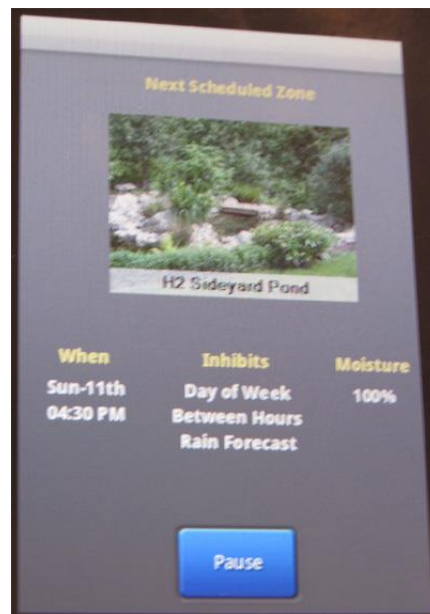 Next Scheduled Zone
H2 Sideyard Pond
When
Sun-11th
04:30 PM
Inhibits
Day of Week
Between Hours
Rain Forecast
Moisture
100%
Pause